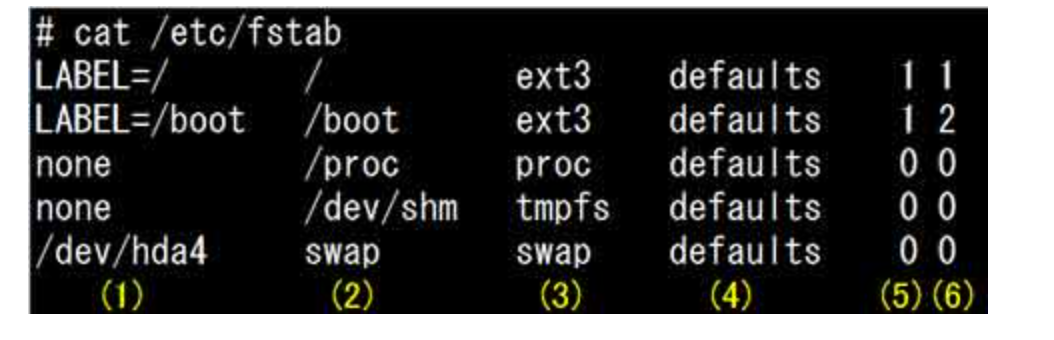 # cat /etc/fstab
LABEL=/ / ext3 defaults 1 1
LABEL=/boot /boot ext3 defaults 1 2
none /proc proc defaults 0 0
none /dev/shm tmpfs defaults 0 0
/dev/hda4 swap swap defaults 0 0
(1) (2) (3) (4) (5) (6)